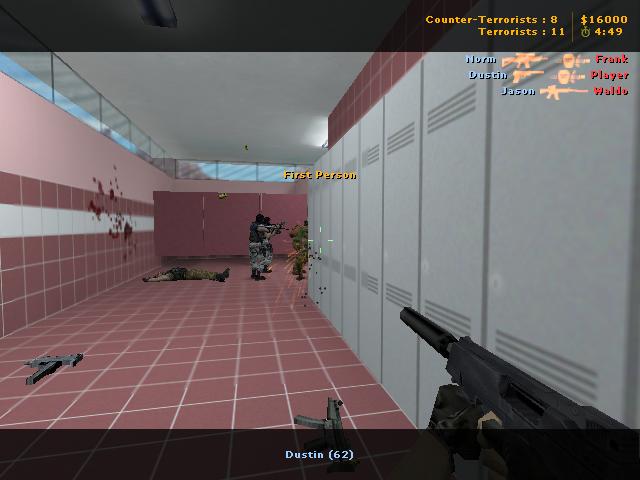 Counter-Terrorists : 8 $16000
Terrorists : 11 4:49
Norm Frank
Dustin Player
Jason Waldo
First Person
Dustin (62)